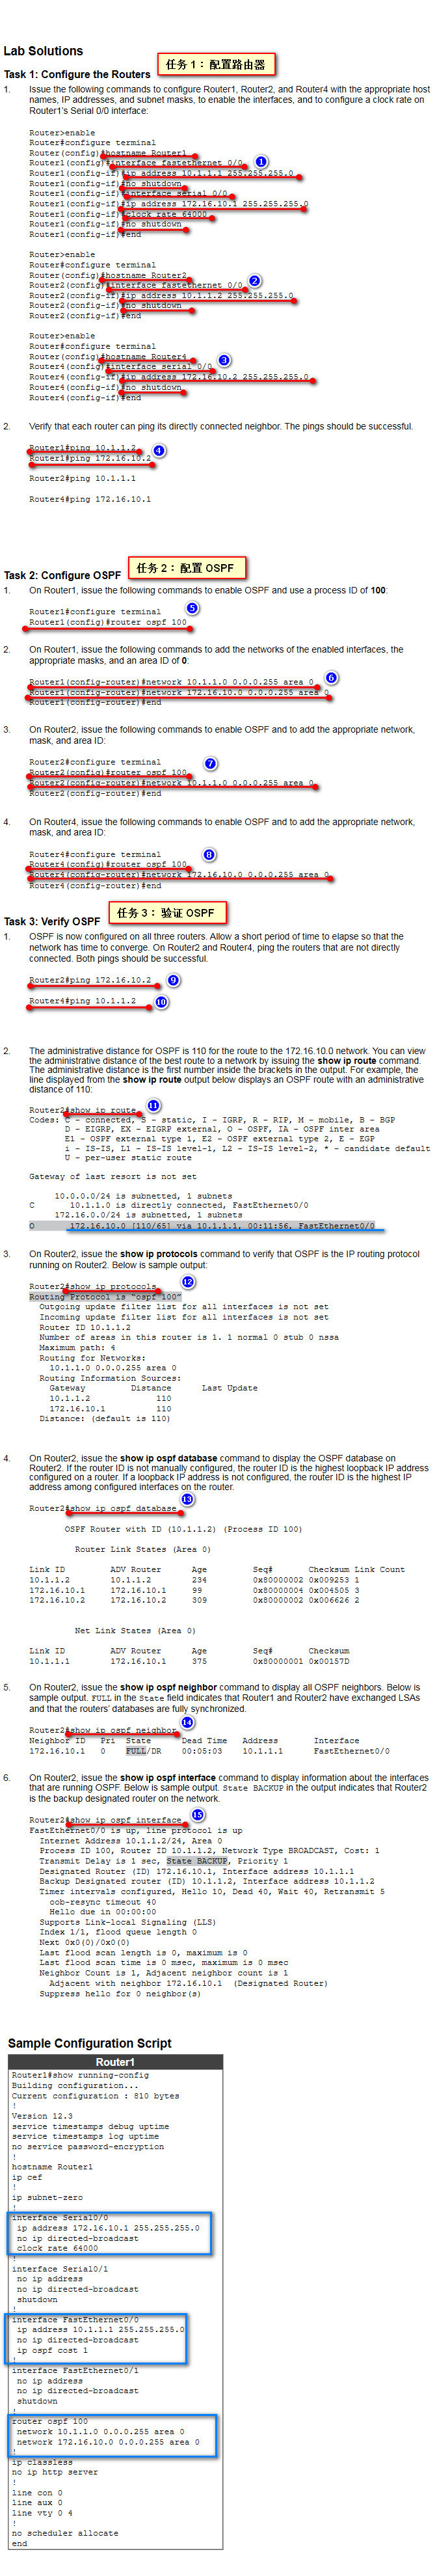 Lab Solutions
任务 1： 配置路由器
Task 1: Configure the Routers
1. Issue the following commands to configure Router1, Router2, and Router4 with the appropriate host
names, IP addresses, and subnet masks, to enable the interfaces, and to configure a clock rate on
Router1's Serial 0/0 interface:
Router>enable
Router#configure terminal
Router(config)#hostname Router1
Router1(config)#interface fastethernet 0/0 1
Router1(config-if)#ip address 10.1.1.1 255.255.255.0
Router1(config-if)#no shutdown
Router1(config-if)#interface serial 0/0
Router1(config-if)#ip address 172.16.10.1 255.255.255.0
Router1(config-if)#clock rate 64000
Router1(config-if)#no shutdown
Router1(config-if)#end
Router>enable
Router#configure terminal
Router(config)#hostname Router2
Router2(config)#interface fastethernet 0/0 2
Router2(config-if)#ip address 10.1.1.2 255.255.255.0
Router2(config-if)#no shutdown
Router2(config-if)#end
Router>enable
Router#configure terminal
Router(config)#hostname Router4
Router4(config)#interface serial 0/0 3
Router4(config-if)#ip address 172.16.10.2 255.255.255.0
Router4(config-if)#no shutdown
Router4(config-if)#end
2. Verify that each router can ping its directly connected neighbor. The pings should be successful.
Router1#ping 10.1.1.2 4
Router1#ping 172.16.10.2
Router2#ping 10.1.1.1
Router4#ping 172.16.10.1
任务 2： 配置 OSPF
Task 2: Configure OSPF
1. On Router1, issue the following commands to enable OSPF and use a process ID of 100:
Router1#configure terminal 5
Router1(config)#router ospf 100
2. On Router1, issue the following commands to add the networks of the enabled interfaces, the
appropriate masks, and an area ID of 0:
Router1(config-router)#network 10.1.1.0 0.0.0.255 area 0 6
Router1(config-router)#network 172.16.10.0 0.0.0.255 area 0
Router1(config-router)#end
3. On Router2, issue the following commands to enable OSPF and to add the appropriate network,
mask, and area ID:
Router2#configure terminal 7
Router2(config)#router ospf 100
Router2(config-router)#network 10.1.1.0 0.0.0.255 area 0
Router2(config-router)#end
4. On Router4, issue the following commands to enable OSPF and to add the appropriate network,
mask, and area ID:
Router4#configure terminal 8
Router4(config)#router ospf 100
Router4(config-router)#network 172.16.10.0 0.0.0.255 area 0
Router4(config-router)#end
任务 3： 验证 OSPF
Task 3: Verify OSPF
1. OSPF is now configured on all three routers. Allow a short period of time to elapse so that the
network has time to converge. On Router2 and Router4, ping the routers that are not directly
connected. Both pings should be successful.
Router2#ping 172.16.10.2 9
Router4#ping 10.1.1.2 10
2. The administrative distance for OSPF is 110 for the route to the 172.16.10.0 network. You can view
the administrative distance of the best route to a network by issuing the show ip route command.
The administrative distance is the first number inside the brackets in the output. For example, the
line displayed from the show ip route output below displays an OSPF route with an administrative
distance of 110:
Router2#show ip route 11
Codes: C - connected, S - static, I - IGRP, R - RIP, M - mobile, B - BGP
D - EIGRP, EX - EIGRP external, O - OSPF, IA - OSPF inter area
E1 - OSPF external type 1, E2 - OSPF external type 2, E - EGP
i - IS-IS, L1 - IS-IS level-1, L2 - IS-IS level-2, * - candidate default
U - per-user static route
Gateway of last resort is not set
10.0.0.0/24 is subnetted, 1 subnets
C 10.1.1.0 is directly connected, FastEthernet0/0
172.16.0.0/24 is subnetted, 1 subnets
O 172.16.10.0 [110/65] via 10.1.1.1, 00:11:56, FastEthernet0/0
3. On Router2, issue the show ip protocols command to verify that OSPF is the IP routing protocol
running on Router2. Below is sample output:
Router2#show ip protocols 12
Routing Protocol is "ospf 100"
Outgoing update filter list for all interfaces is not set
Incoming update filter list for all interfaces is not set
Router ID 10.1.1.2
Number of areas in this router is 1. 1 normal 0 stub 0 nssa
Maximum path: 4
Routing for Networks:
10.1.1.0 0.0.0.255 area 0
Routing Information Sources:
Gateway Distance Last Update
10.1.1.2 110
172.16.10.1 110
Distance: (default is 110)
4. On Router2, issue the show ip ospf database command to display the OSPF database on
Router2. If the router ID is not manually configured, the router ID is the highest loopback IP address
configured on a router. If a loopback IP address is not configured, the router ID is the highest IP
address among configured interfaces on the router.
Router2#show ip ospf database 13
OSPF Router with ID (10.1.1.2) (Process ID 100)
Router Link States (Area 0)
Link ID ADV Router Age Seq# Checksum Link Count
10.1.1.2 10.1.1.2 234 0x80000002 0x009253 1
172.16.10.1 172.16.10.1 99 0x80000004 0x004505 3
172.16.10.2 172.16.10.2 309 0x80000002 0x006626 2
Net Link States (Area 0)
Link ID ADV Router Age Seq# Checksum
10.1.1.1 172.16.10.1 375 0x80000001 0x00157D
5. On Router2, issue the show ip ospf neighbor command to display all OSPF neighbors. Below is
sample output. FULL in the State field indicates that Router1 and Router2 have exchanged LSAs
and that the routers' databases are fully synchronized.
Router2#show ip ospf neighbor 14
Neighbor ID Pri State Dead Time Address Interface
172.16.10.1 0 FULL/DR 00:05:03 10.1.1.1 FastEthernet0/0
6. On Router2, issue the show ip ospf interface command to display information about the interfaces
that are running OSPF. Below is sample output. State BACKUP in the output indicates that Router2
is the backup designated router on the network.
Router2#show ip ospf interface 15
FastEthernet0/0 is up, line protocol is up
Internet Address 10.1.1.2/24, Area 0
Process ID 100, Router ID 10.1.1.2, Network Type BROADCAST, Cost: 1
Transmit Delay is 1 sec, State BACKUP, Priority 1
Designated Router (ID) 172.16.10.1, Interface address 10.1.1.1
Backup Designated router (ID) 10.1.1.2, Interface address 10.1.1.2
Timer intervals configured, Hello 10, Dead 40, Wait 40, Retransmit 5
oob-resync timeout 40
Hello due in 00:00:00
Supports Link-local Signaling (LLS)
Index 1/1, flood queue length 0
Next 0x0(0)/0x0(0)
Last flood scan length is 0, maximum is 0
Last flood scan time is 0 msec, maximum is 0 msec
Neighbor Count is 1, Adjacent neighbor count is 1
Adjacent with neighbor 172.16.10.1 (Designated Router)
Suppress hello for 0 neighbor(s)
Sample Configuration Script
Router1
Router1#show running-config
Building configuration...
Current configuration : 810 bytes
!
Version 12.3
service timestamps debug uptime
service timestamps log uptime
no service password-encryption
!
hostname Router1
ip cef
!
ip subnet-zero
!
interface Serial0/0
ip address 172.16.10.1 255.255.255.0
no ip directed-broadcast
clock rate 64000
!
interface Serial0/1
no ip address
no ip directed-broadcast
shutdown
!
interface FastEthernet0/0
ip address 10.1.1.1 255.255.255.0
no ip directed-broadcast
ip ospf cost 1
!
interface FastEthernet0/1
no ip address
no ip directed-broadcast
shutdown
!
router ospf 100
network 10.1.1.0 0.0.0.255 area 0
network 172.16.10.0 0.0.0.255 area 0
!
ip classless
no ip http server
!
line con 0
line aux 0
line vty 0 4
!
no scheduler allocate
end